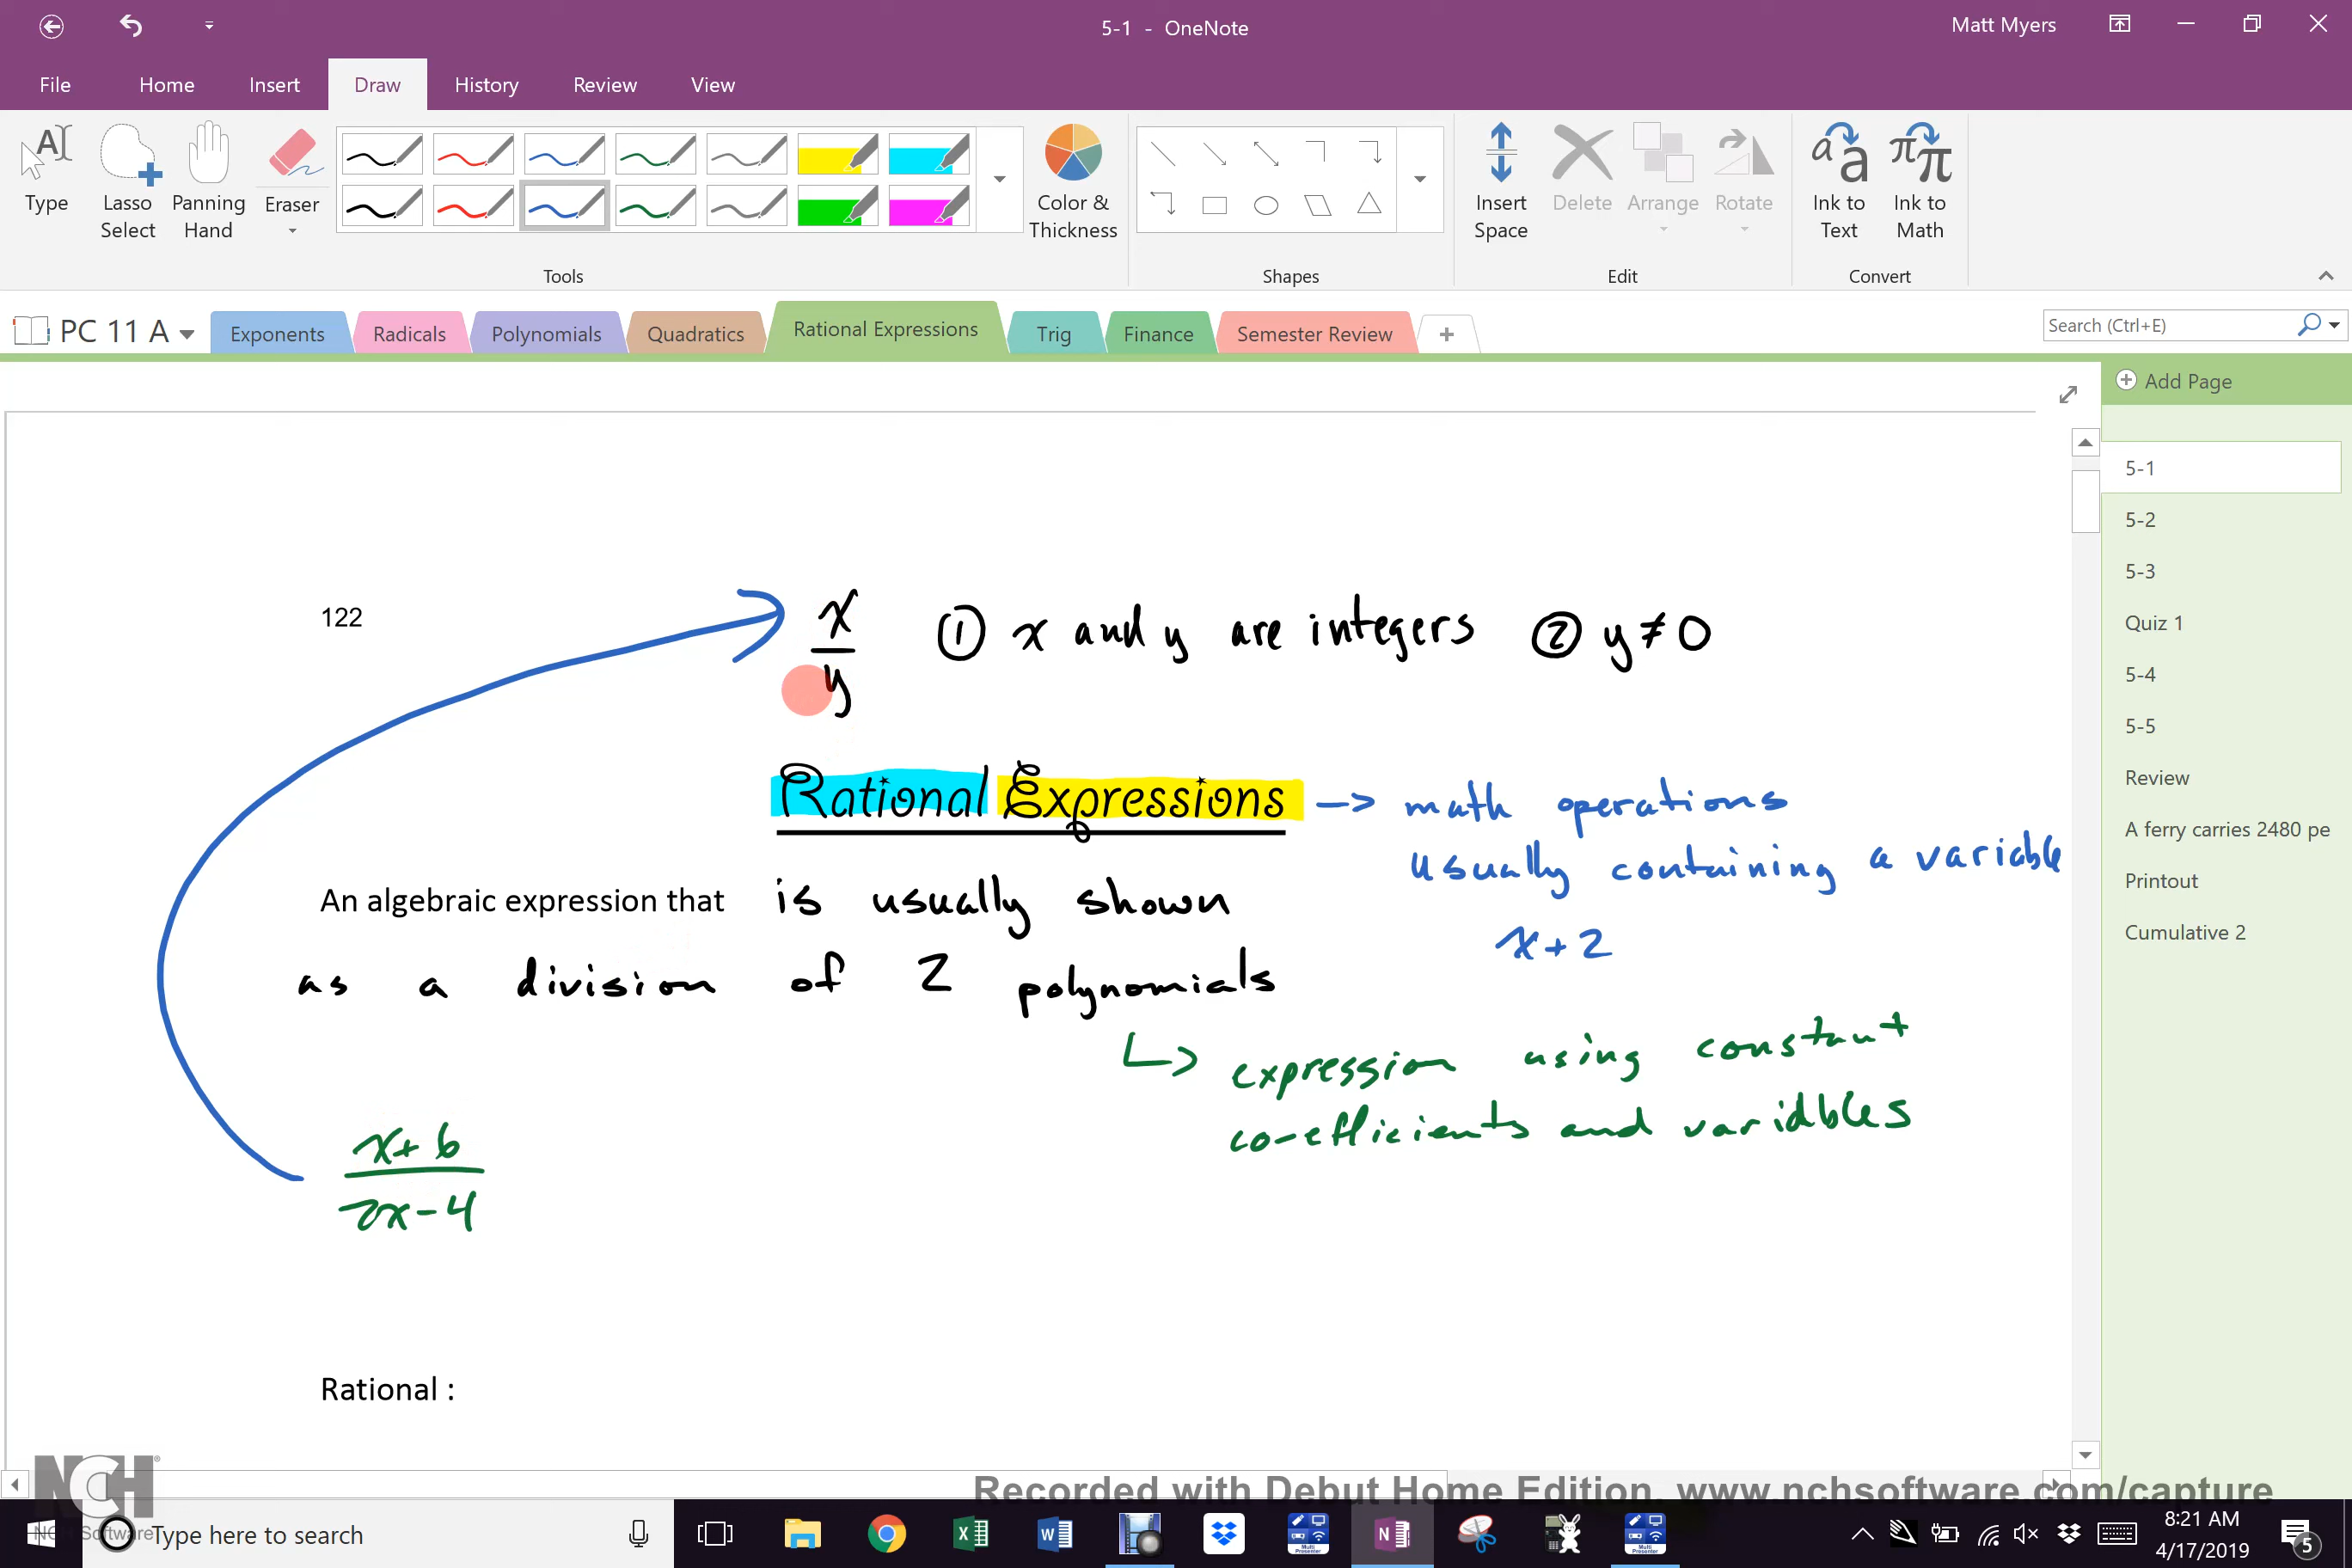 5-1 - OneNote
Matt Myers
File Home Insert Draw History Review View
Type
Lasso Select
Panning Hand
Eraser
Color & Thickness
Insert Space
Delete
Arrange
Rotate
Ink to Text
Ink to Math
Tools
Shapes
Edit
Convert
PC 11 A
Exponents Radicals Polynomials Quadratics Rational Expressions Trig Finance Semester Review
Search (Ctrl+E)
Add Page
5-1
5-2
5-3
Quiz 1
5-4
5-5
Review
A ferry carries 2480 pe
Printout
Cumulative 2
122
x
y
① x and y are integers ② y ≠ 0
Rational Expressions -> math operations
usually containing a variable
x + 2
An algebraic expression that is usually shown
as a division of 2 polynomials
↳ expression using constant
co-efficients and variables
x + 6
2x - 4
Rational :
NCH
NCH Software
Recorded with Debut Home Edition. www.nchsoftware.com/capture
Type here to search
8:21 AM
4/17/2019
5